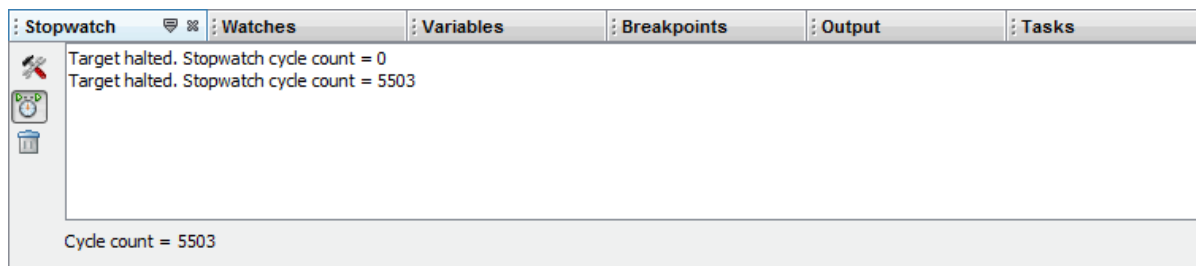 Stopwatch Watches Variables Breakpoints Output Tasks
Target halted. Stopwatch cycle count = 0
Target halted. Stopwatch cycle count = 5503
Cycle count = 5503